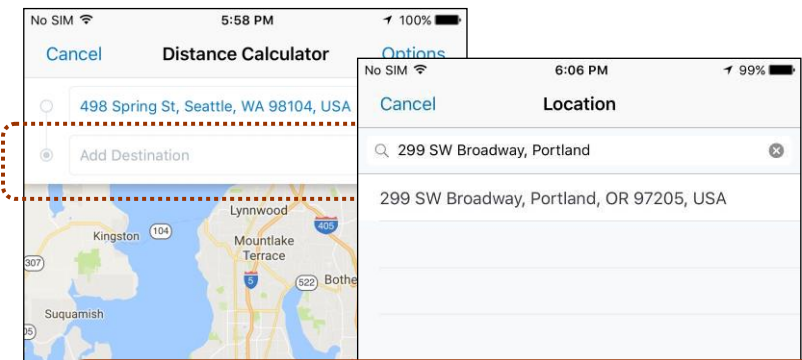 No SIM 5:58 PM 100%
Cancel Distance Calculator Options
498 Spring St, Seattle, WA 98104, USA
Add Destination
Lynnwood
405
Kingston 104
Mountlake
Terrace
307
5
522 Bothe
Suquamish
05
No SIM 6:06 PM 99%
Cancel Location
299 SW Broadway, Portland
299 SW Broadway, Portland, OR 97205, USA